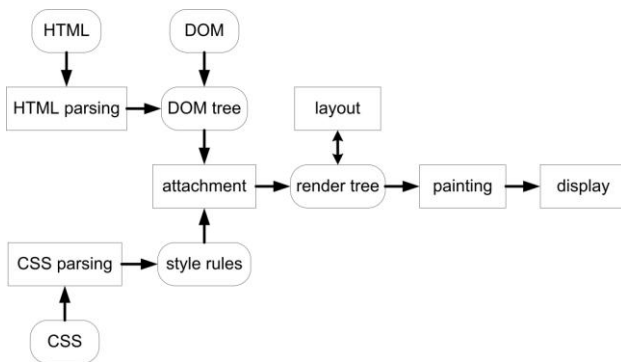 HTML
DOM
HTML parsing
DOM tree
layout
attachment
render tree
painting
display
CSS parsing
style rules
CSS